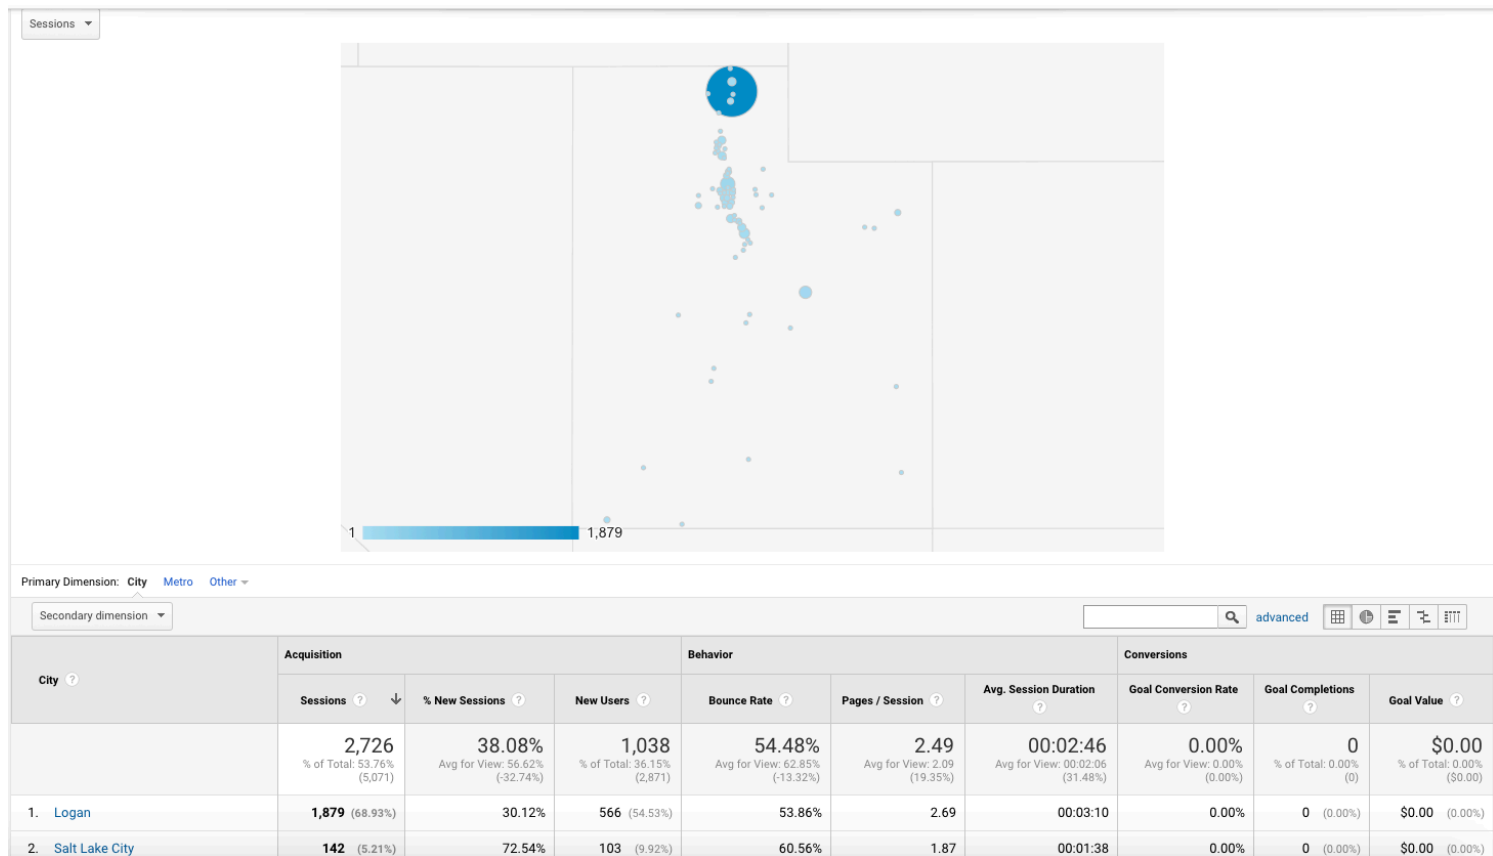 Sessions
1 1,879
Primary Dimension: City Metro Other
Secondary dimension advanced
Acquisition Behavior Conversions
City ? Sessions ? % New Sessions ? New Users ? Bounce Rate ? Pages / Session ? Avg. Session Duration ? Goal Conversion Rate ? Goal Completions ? Goal Value ?
2,726 38.08% 1,038 54.48% 2.49 00:02:46 0.00% 0 $0.00
% of Total: 53.76% Avg for View: 56.62% % of Total: 36.15% Avg for View: 62.85% Avg for View: 2.09 Avg for View: 00:02:06 Avg for View: 0.00% % of Total: 0.00% % of Total: 0.00%
(5,071) (-32.74%) (2,871) (-13.32%) (19.35%) (31.48%) (0.00%) (0) ($0.00)
1. Logan 1,879 (68.93%) 30.12% 566 (54.53%) 53.86% 2.69 00:03:10 0.00% 0 (0.00%) $0.00 (0.00%)
2. Salt Lake City 142 (5.21%) 72.54% 103 (9.92%) 60.56% 1.87 00:01:38 0.00% 0 (0.00%) $0.00 (0.00%)